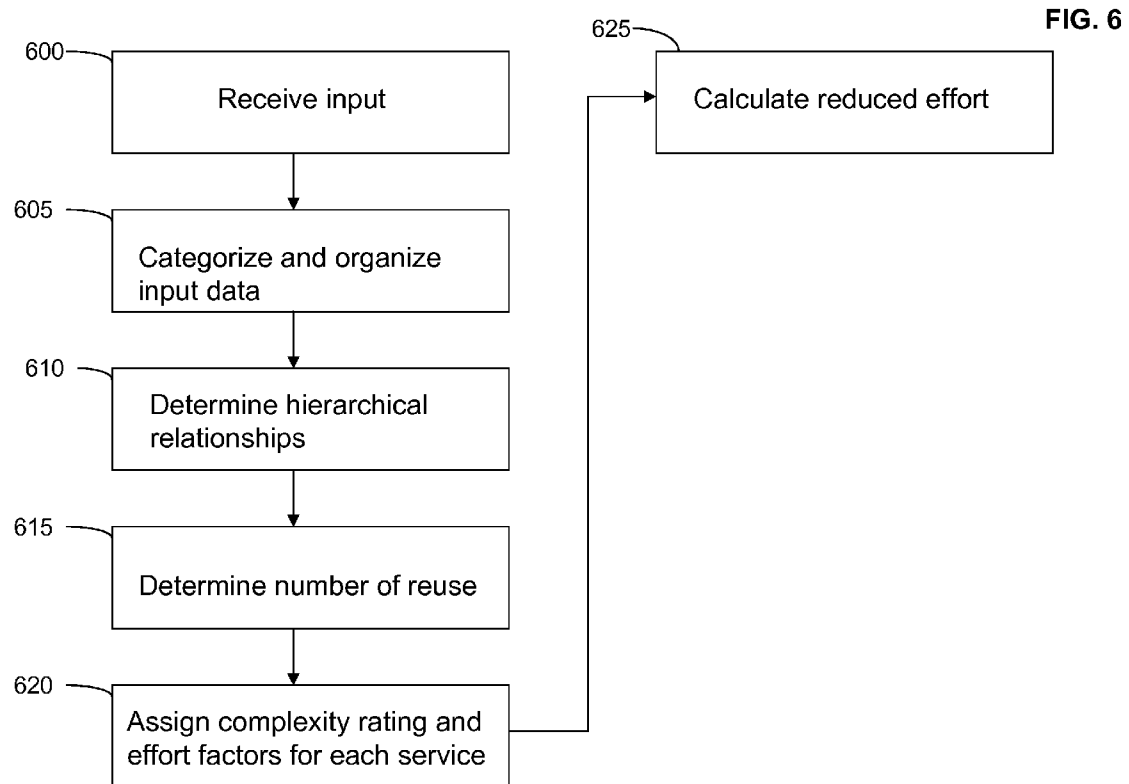 FIG. 6
600
Receive input
605
Categorize and organize
input data
610
Determine hierarchical
relationships
615
Determine number of reuse
620
Assign complexity rating and
effort factors for each service
625
Calculate reduced effort